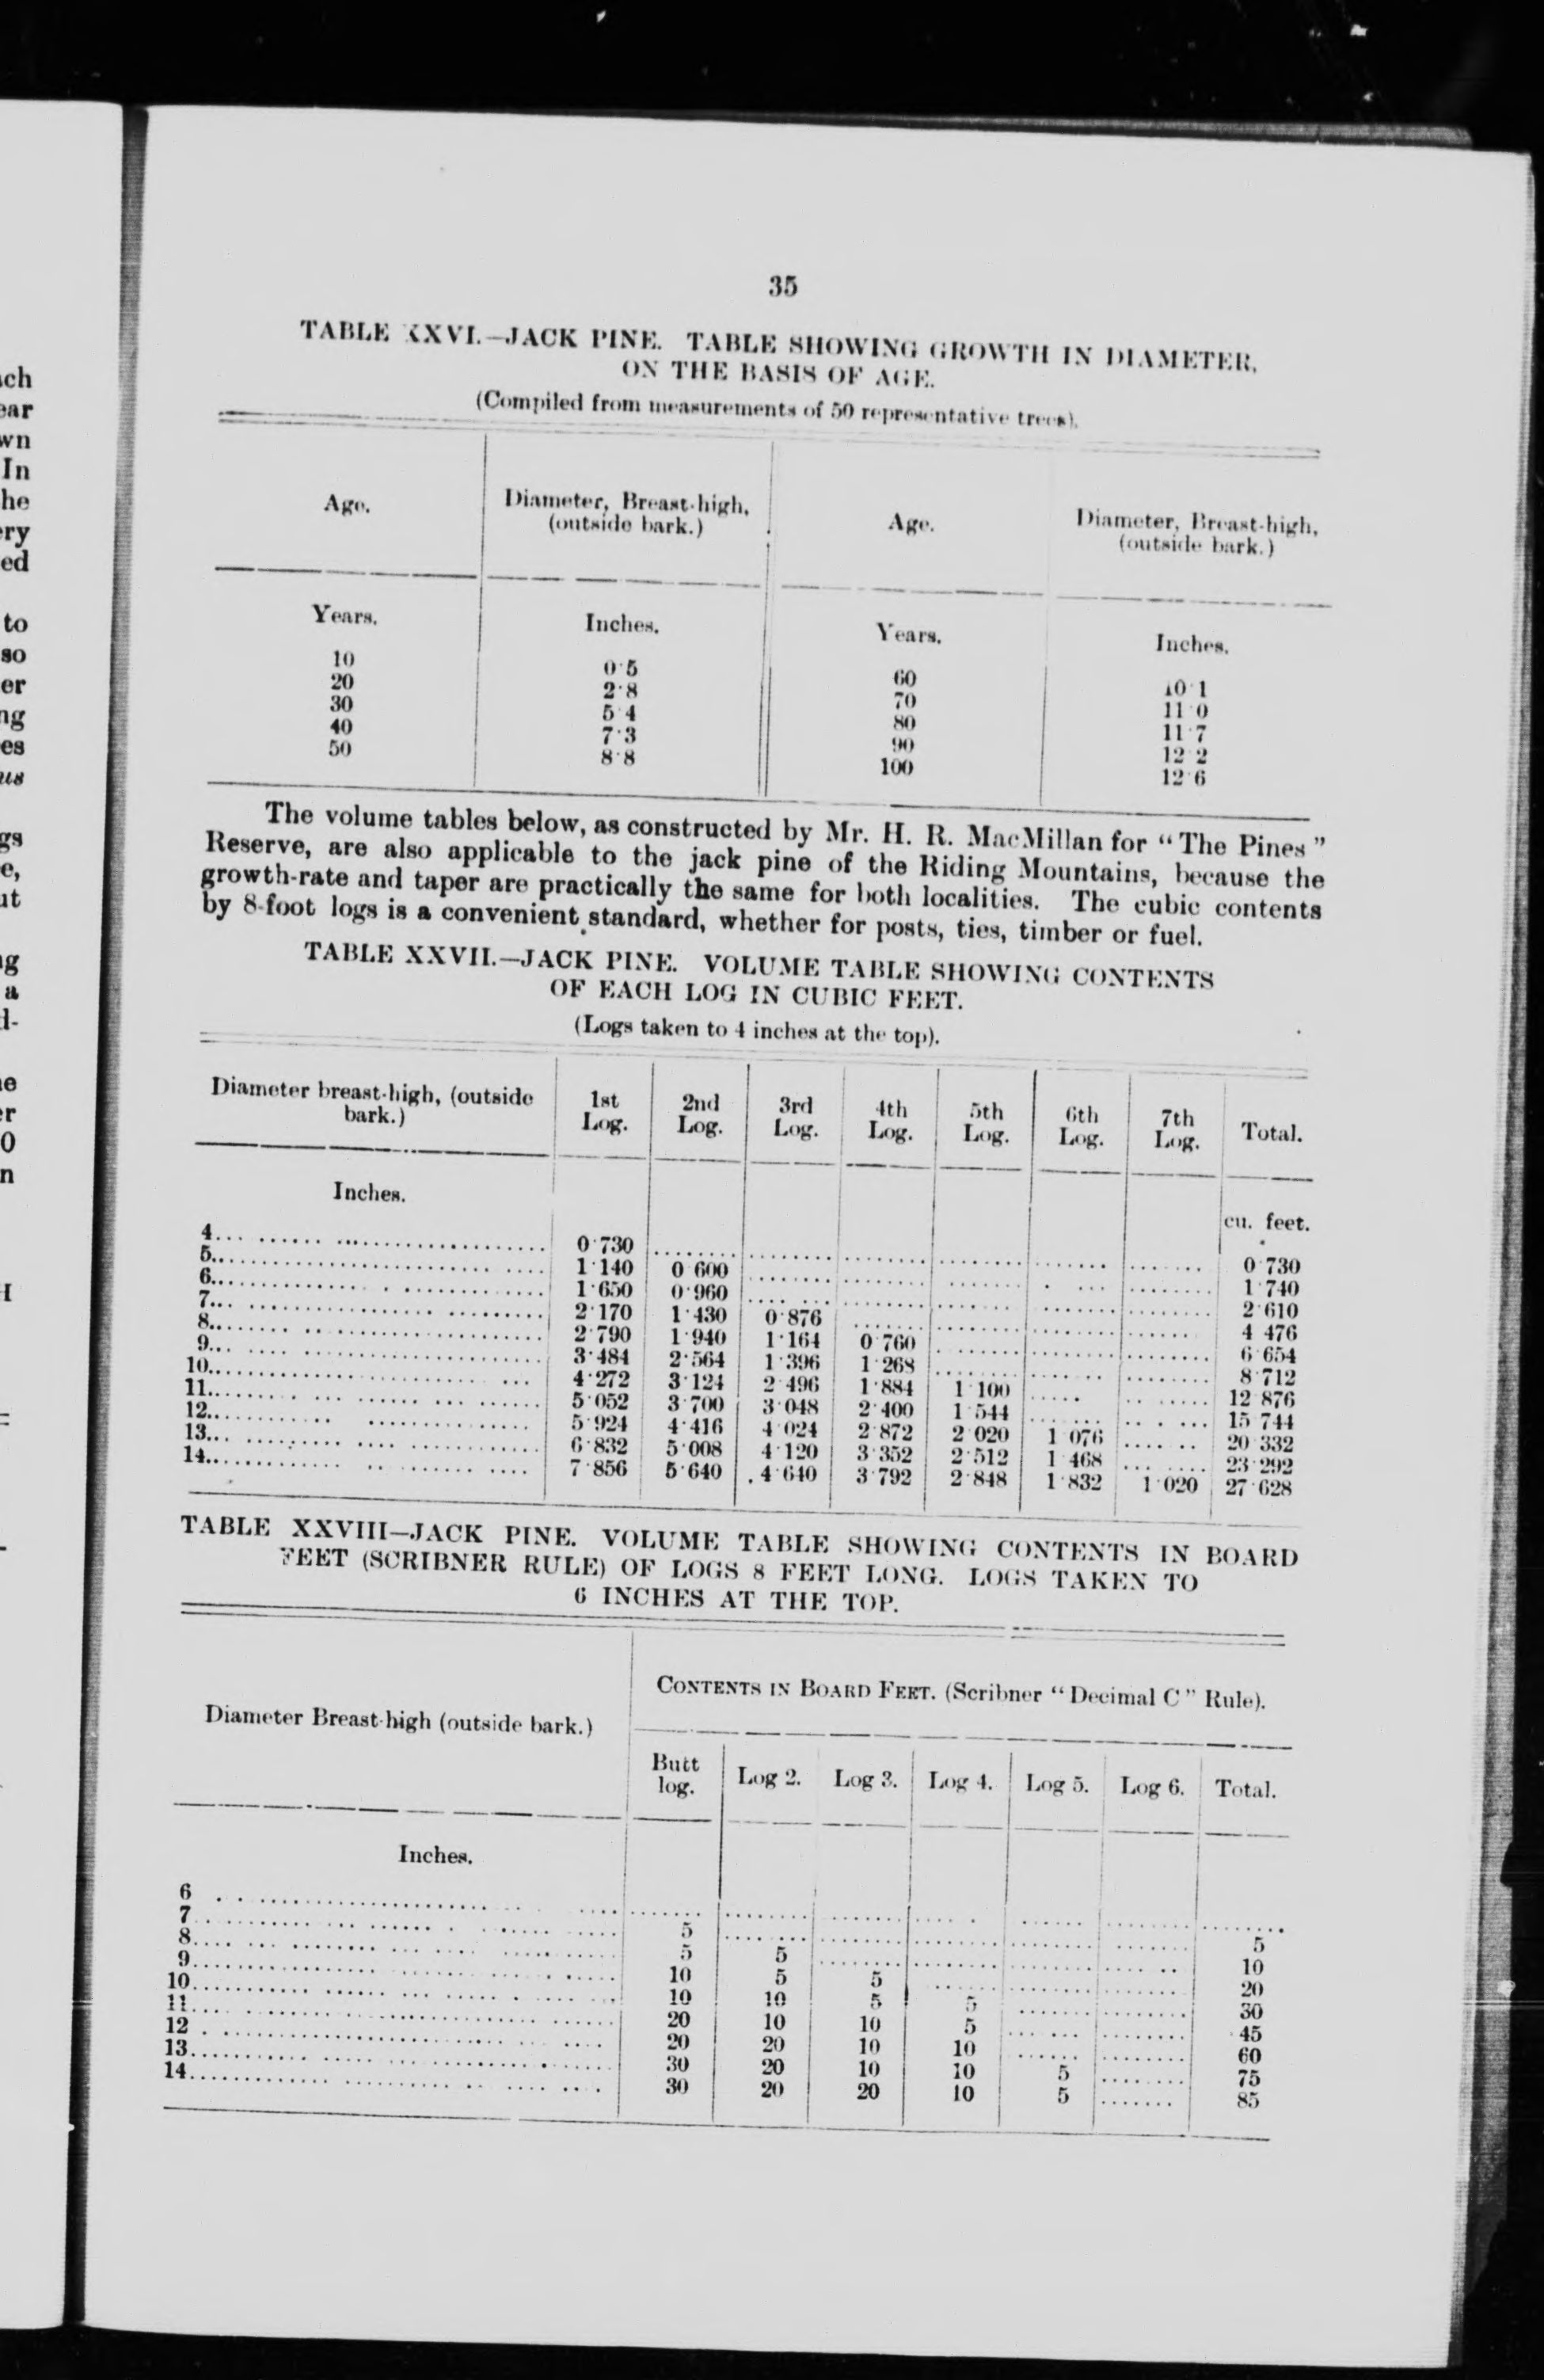 ch
ear
wn
In
he
ery
ed
to
so
er
ng
es
us
gs
e,
ut
ng
a
d-
ne
er
0
n
H
35
TABLE XXVI.—JACK PINE. TABLE SHOWING GROWTH IN DIAMETER,
ON THE BASIS OF AGE.
(Compiled from measurements of 50 representative trees).
Age. Diameter, Breast-high, (outside bark.) Age. Diameter, Breast-high, (outside bark.)
Years. Inches. Years. Inches.
10 0·5 60 10·1
20 2·8 70 11·0
30 5·4 80 11·7
40 7·3 90 12·2
50 8·8 100 12·6
The volume tables below, as constructed by Mr. H. R. MacMillan for “The Pines”
Reserve, are also applicable to the jack pine of the Riding Mountains, because the
growth-rate and taper are practically the same for both localities. The cubic contents
by 8-foot logs is a convenient standard, whether for posts, ties, timber or fuel.
TABLE XXVII.—JACK PINE. VOLUME TABLE SHOWING CONTENTS
OF EACH LOG IN CUBIC FEET.
(Logs taken to 4 inches at the top).
Diameter breast-high, (outside bark.) 1st Log. 2nd Log. 3rd Log. 4th Log. 5th Log. 6th Log. 7th Log. Total.
Inches. cu. feet.
4 0·730 0·730
5 1·140 0·600 1·740
6 1·650 0·960 2·610
7 2·170 1·430 0·876 4·476
8 2·790 1·940 1·164 0·760 6·654
9 3·484 2·564 1·396 1·268 8·712
10 4·272 3·124 2·496 1·884 1·100 12·876
11 5·052 3·700 3·048 2·400 1·544 15·744
12 5·924 4·416 4·024 2·872 2·020 1·076 20·332
13 6·832 5·008 4·120 3·352 2·512 1·468 23·292
14 7·856 5·640 4·640 3·792 2·848 1·832 1·020 27·628
TABLE XXVIII—JACK PINE. VOLUME TABLE SHOWING CONTENTS IN BOARD
FEET (SCRIBNER RULE) OF LOGS 8 FEET LONG. LOGS TAKEN TO
6 INCHES AT THE TOP.
Diameter Breast-high (outside bark.) CONTENTS IN BOARD FEET. (Scribner “Decimal C” Rule).
Butt log. Log 2. Log 3. Log 4. Log 5. Log 6. Total.
Inches.
6
7 5 5
8 5 5 10
9 10 5 5 20
10 10 10 5 5 30
11 20 10 10 5 45
12 20 20 10 10 60
13 30 20 10 10 5 75
14 30 20 20 10 5 85